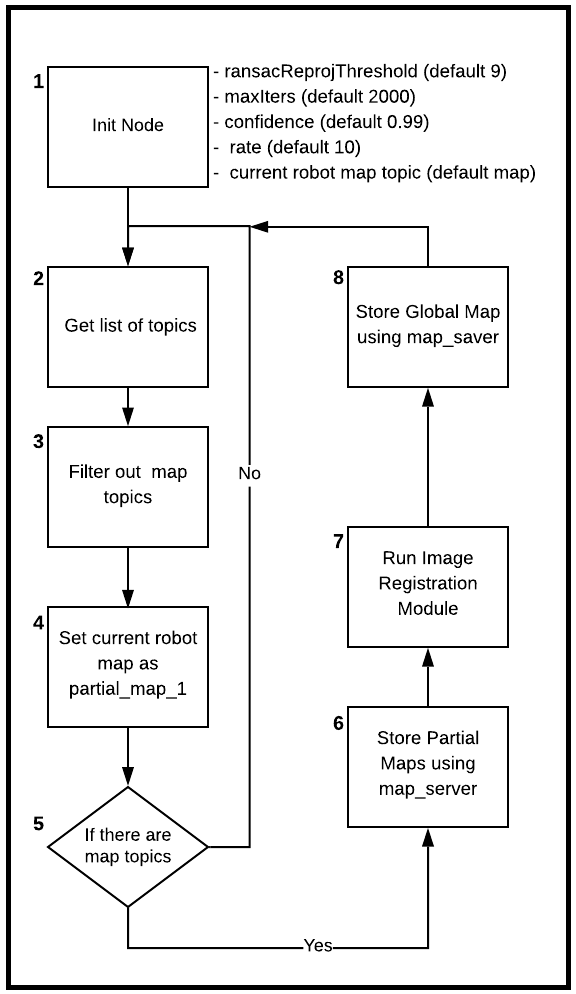 1
Init Node
- ransacReprojThreshold (default 9)
- maxIters (default 2000)
- confidence (default 0.99)
- rate (default 10)
- current robot map topic (default map)
2
Get list of topics
3
Filter out map
topics
4
Set current robot
map as
partial_map_1
5
If there are
map topics
No
Yes
6
Store Partial
Maps using
map_server
7
Run Image
Registration
Module
8
Store Global Map
using map_saver